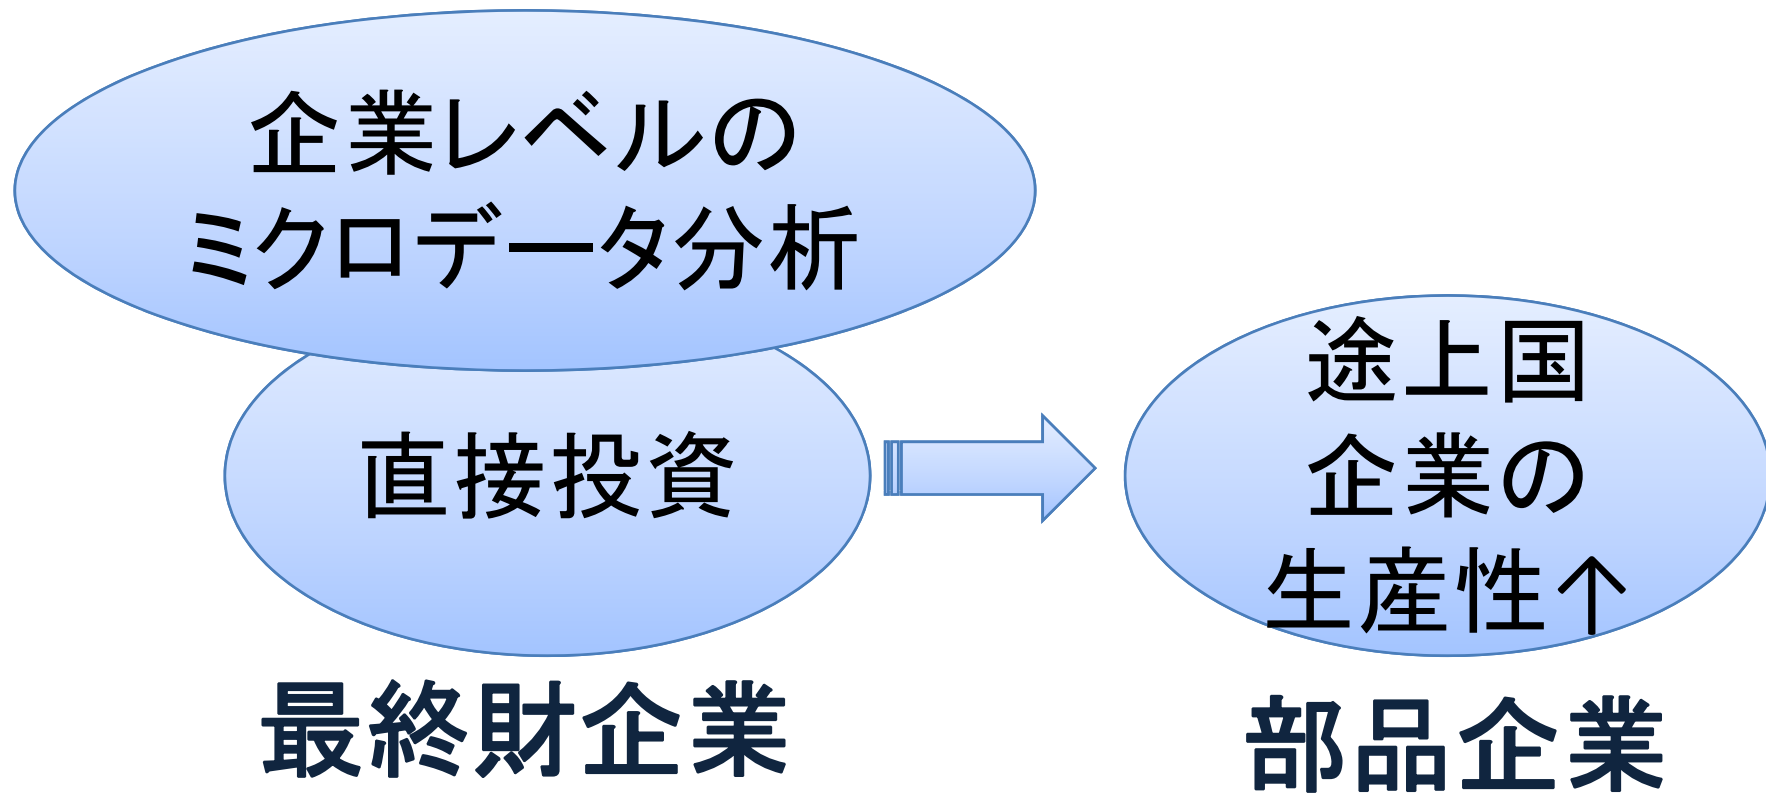 企業レベルの
ミクロデータ分析
直接投資
最終財企業
途上国
企業の
生産性↑
部品企業